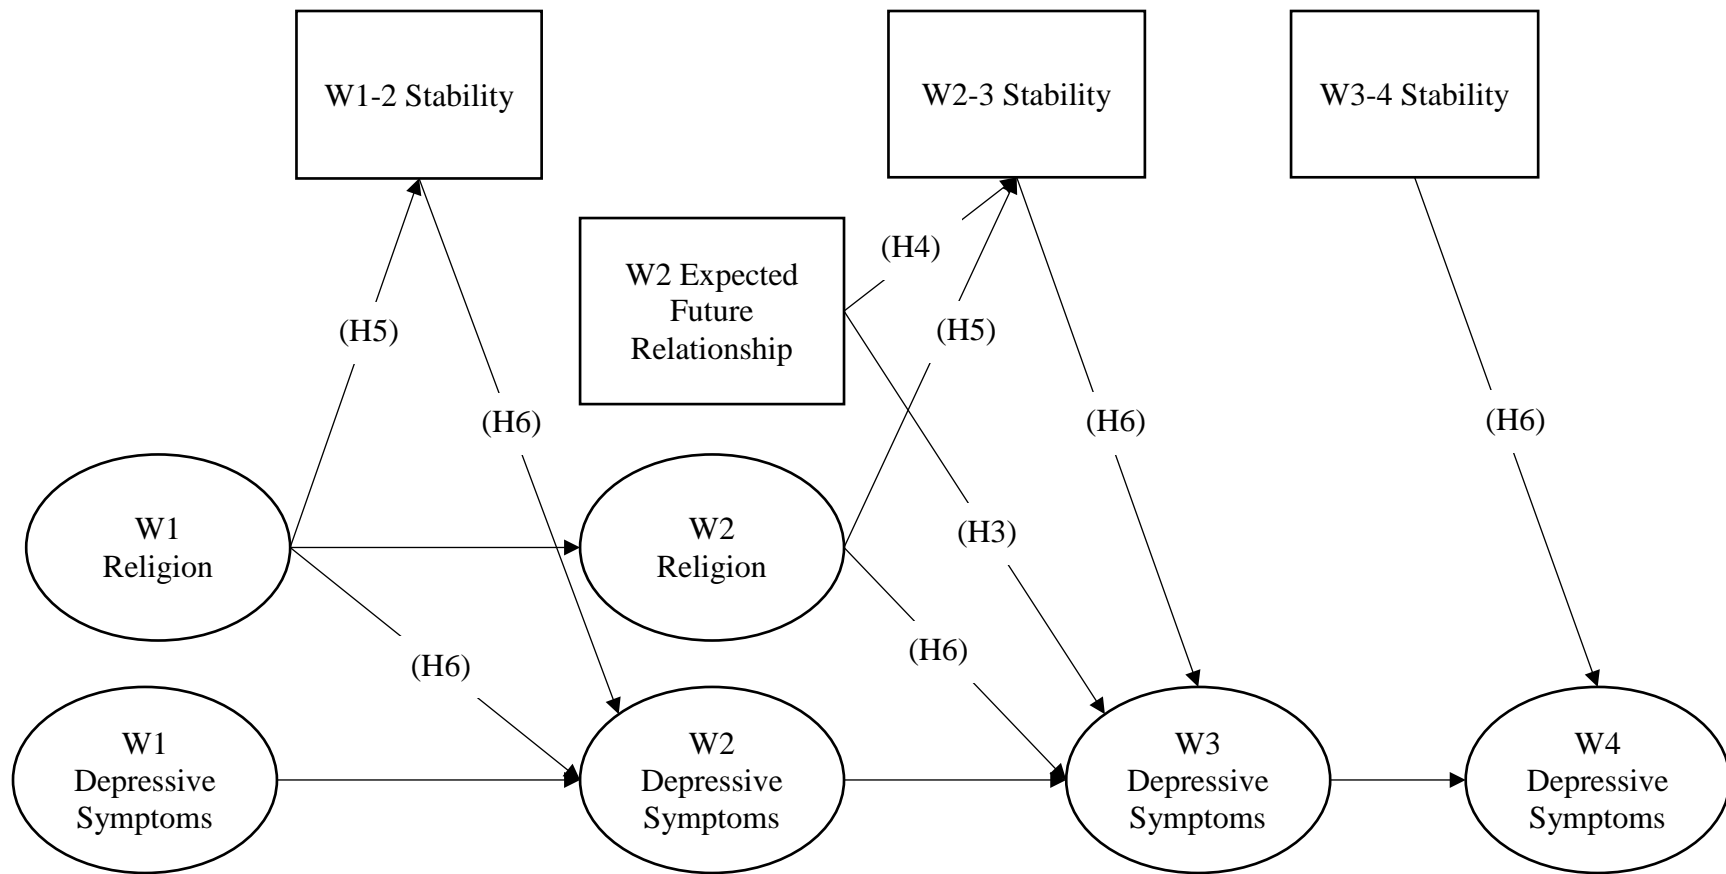 W1-2 Stability
W2-3 Stability
W3-4 Stability
W2 Expected
Future
Relationship
(H4)
(H5)
(H5)
(H6)
(H6)
(H6)
W1
Religion
W2
Religion
(H3)
(H6)
(H6)
W1
Depressive
Symptoms
W2
Depressive
Symptoms
W3
Depressive
Symptoms
W4
Depressive
Symptoms